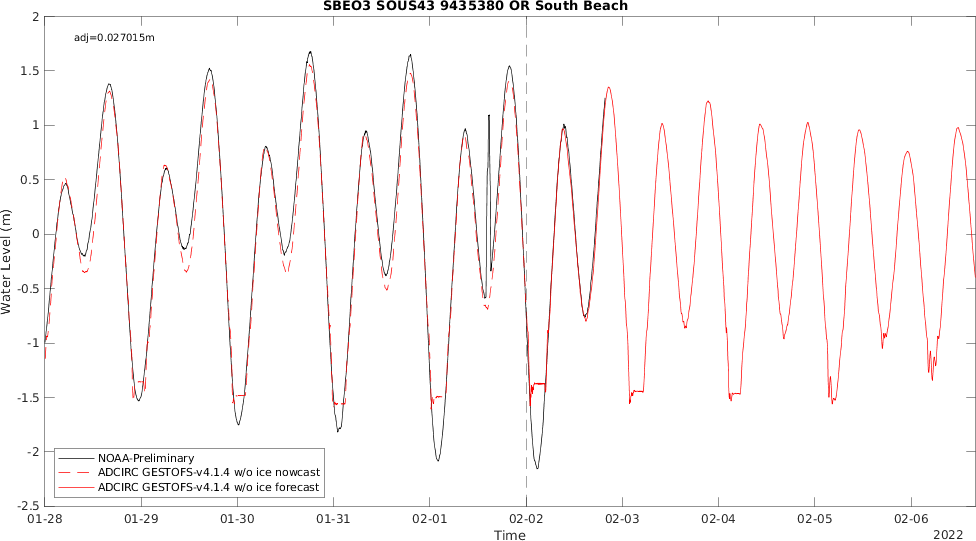 SBEO3 SOUS43 9435380 OR South Beach
adj=0.027015m
2
1.5
1
0.5
0
-0.5
-1
-1.5
-2
-2.5
Water Level (m)
NOAA-Preliminary
ADCIRC GESTOFS-v4.1.4 w/o ice nowcast
ADCIRC GESTOFS-v4.1.4 w/o ice forecast
01-28 01-29 01-30 01-31 02-01 02-02 02-03 02-04 02-05 02-06
Time
2022